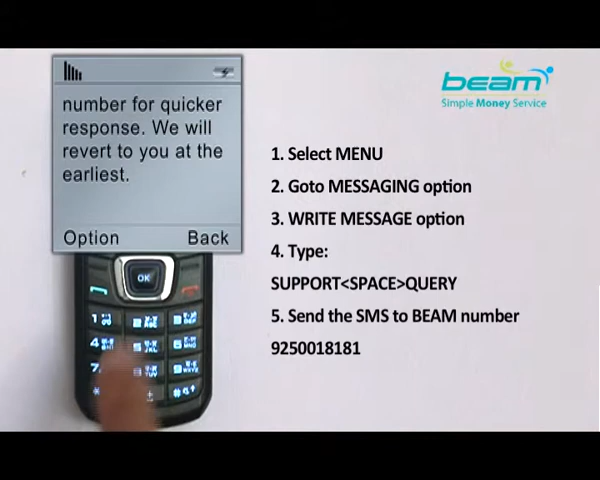 number for quicker
response. We will
revert to you at the
earliest.
Option Back
beam
Simple Money Service
1. Select MENU
2. Goto MESSAGING option
3. WRITE MESSAGE option
4. Type:
SUPPORT<SPACE>QUERY
5. Send the SMS to BEAM number
9250018181
OK